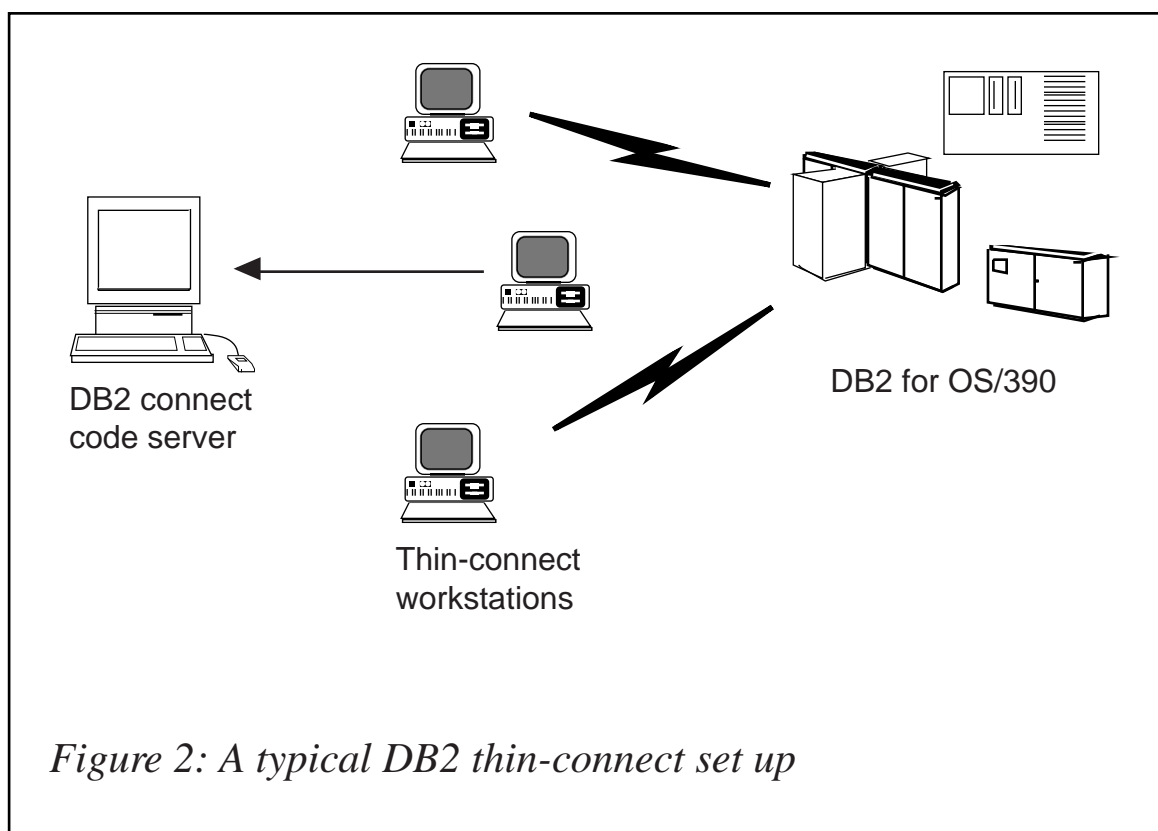 DB2 for OS/390
DB2 connect
code server
Thin-connect
workstations
Figure 2: A typical DB2 thin-connect set up